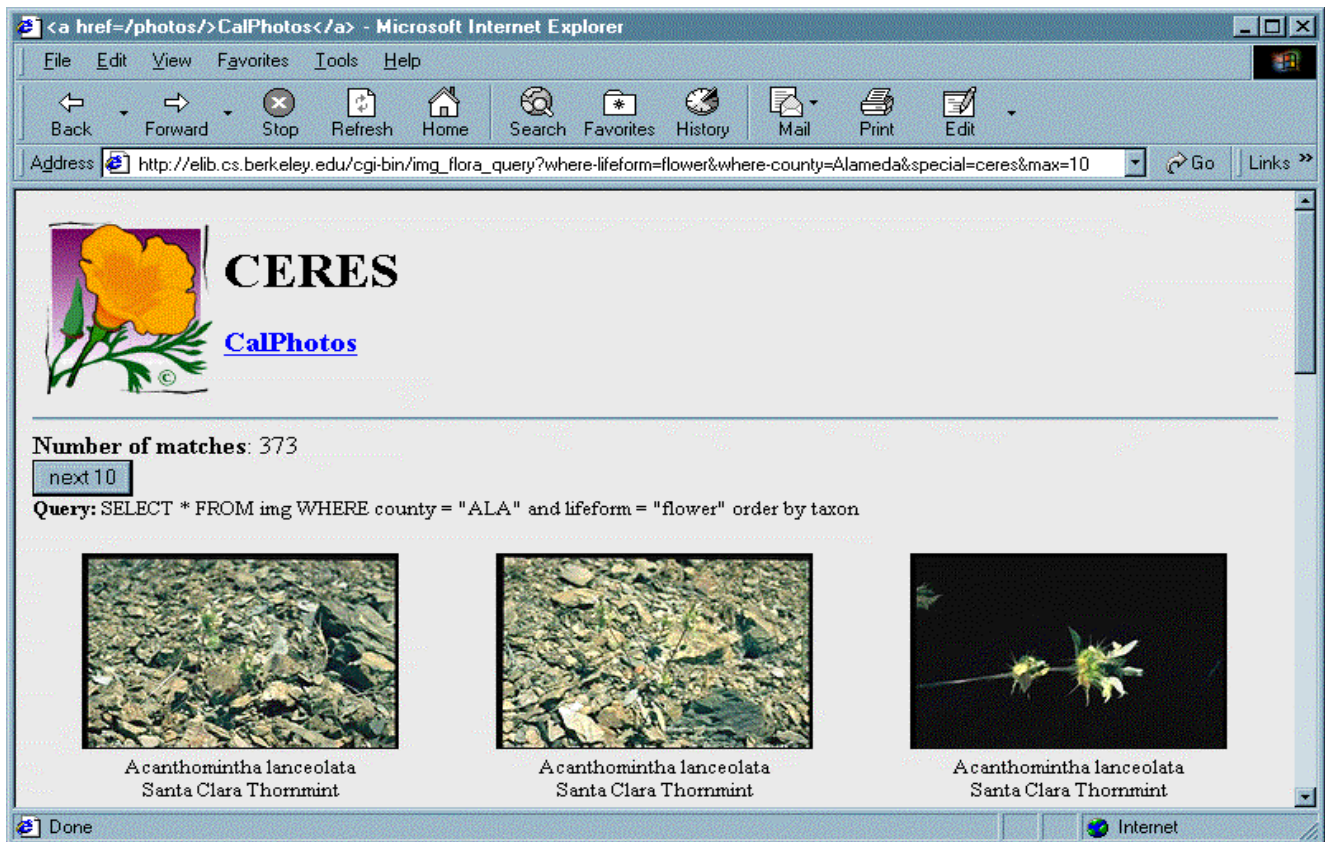 <a href=/photos/>CalPhotos</a> - Microsoft Internet Explorer
File Edit View Favorites Tools Help
Back Forward Stop Refresh Home Search Favorites History Mail Print Edit
Address http://elib.cs.berkeley.edu/cgi-bin/img_flora_query?where-lifeform=flower&where-county=Alameda&special=ceres&max=10 Go Links »
CERES
CalPhotos
©
Number of matches: 373
next 10
Query: SELECT * FROM img WHERE county = "ALA" and lifeform = "flower" order by taxon
Acanthomintha lanceolata Acanthomintha lanceolata Acanthomintha lanceolata
Santa Clara Thornmint Santa Clara Thornmint Santa Clara Thornmint
Done Internet